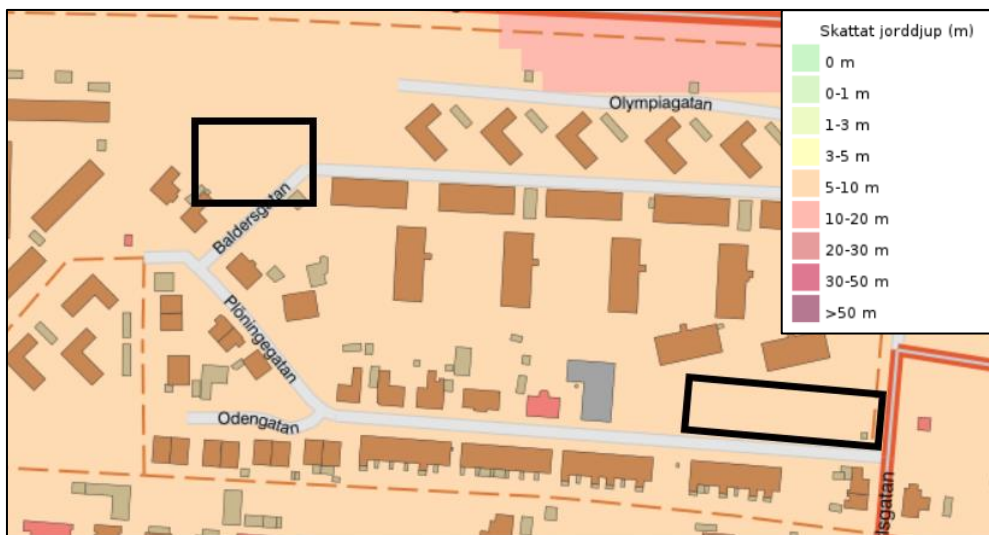 Skattat jorddjup (m)
0 m
0-1 m
1-3 m
3-5 m
5-10 m
10-20 m
20-30 m
30-50 m
>50 m
Olympiagatan
Baldersgatan
Plöningegatan
Odengatan
dsgatan